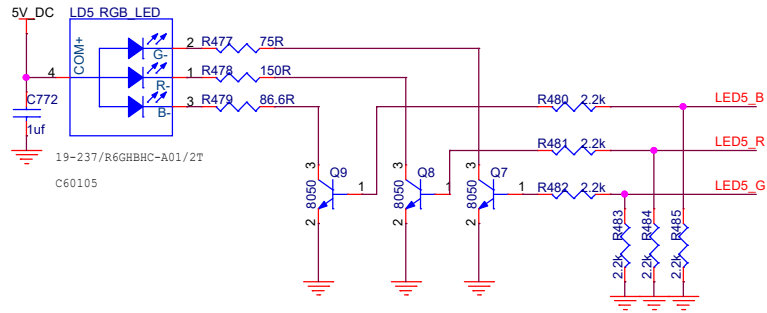 5V_DC
LD5 RGB_LED
COM+
4
G-
R-
B-
2
R477
75R
1
R478
150R
3
R479
86.6R
C772
1uf
19-237/R6GHBHC-A01/2T
C60105
R480
2.2k
LED5_B
R481
2.2k
LED5_R
R482
2.2k
LED5_G
3
8050
Q9
1
2
3
8050
Q8
1
2
3
8050
Q7
1
2
R483
2.2k
R484
2.2k
R485
2.2k